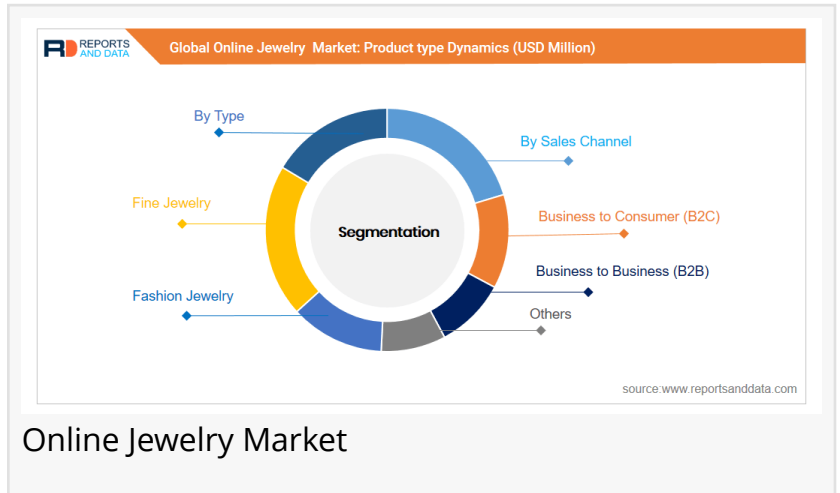 REPORTS
AND DATA
Global Online Jewelry Market: Product type Dynamics (USD Million)
By Type
By Sales Channel
Fine Jewelry
Business to Consumer (B2C)
Segmentation
Business to Business (B2B)
Fashion Jewelry
Others
source:www.reportsanddata.com
Online Jewelry Market